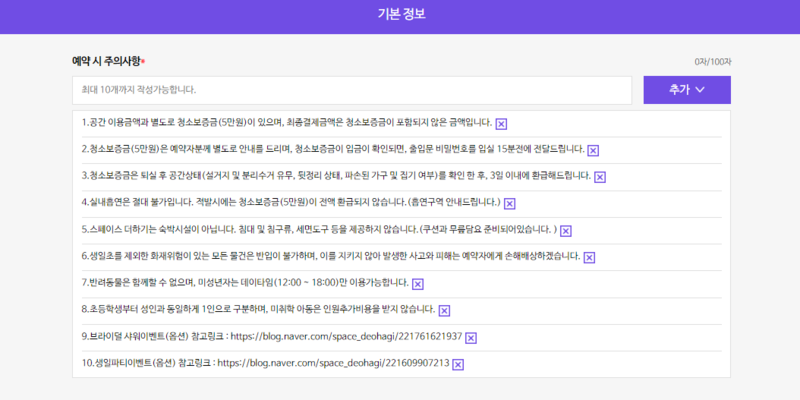 기본 정보
예약 시 주의사항*
0자/100자
최대 10개까지 작성가능합니다.
추가
1.공간 이용금액과 별도로 청소보증금(5만원)이 있으며, 최종결제금액은 청소보증금이 포함되지 않은 금액입니다.
2.청소보증금(5만원)은 예약자분께 별도로 안내를 드리며, 청소보증금이 입금이 확인되면, 출입문 비밀번호를 입실 15분전에 전달드립니다.
3.청소보증금은 퇴실 후 공간상태(설거지 및 분리수거 유무, 뒷정리 상태, 파손된 가구 및 집기 여부)를 확인 한 후, 3일 이내에 환급해드립니다.
4.실내흡연은 절대 불가입니다. 적발시에는 청소보증금(5만원)이 전액 환급되지 않습니다.(흡연구역 안내드립니다.)
5.스페이스 더하기는 숙박시설이 아닙니다. 침대 및 침구류, 세면도구 등을 제공하지 않습니다.(쿠션과 무릎담요 준비되어있습니다. )
6.생일초를 제외한 화재위험이 있는 모든 물건은 반입이 불가하며, 이를 지키지 않아 발생한 사고와 피해는 예약자에게 손해배상하겠습니다.
7.반려동물은 함께할 수 없으며, 미성년자는 데이타임(12:00 ~ 18:00)만 이용가능합니다.
8.초등학생부터 성인과 동일하게 1인으로 구분하며, 미취학 아동은 인원추가비용을 받지 않습니다.
9.브라이덜 샤워이벤트(옵션) 참고링크 : https://blog.naver.com/space_deohagi/221761621937
10.생일파티이벤트(옵션) 참고링크 : https://blog.naver.com/space_deohagi/221609907213